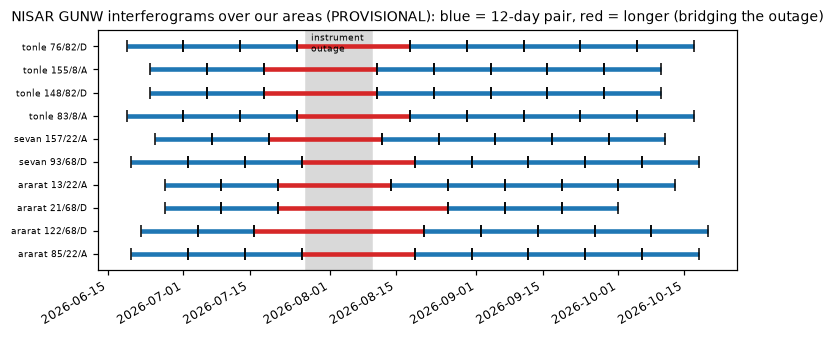 NISAR GUNW interferograms over our areas (PROVISIONAL): blue = 12-day pair, red = longer (bridging the outage)
instrument
outage
tonle 76/82/D
tonle 155/8/A
tonle 148/82/D
tonle 83/8/A
sevan 157/22/A
sevan 93/68/D
ararat 13/22/A
ararat 21/68/D
ararat 122/68/D
ararat 85/22/A
2026-06-15
2026-07-01
2026-07-15
2026-08-01
2026-08-15
2026-09-01
2026-09-15
2026-10-01
2026-10-15